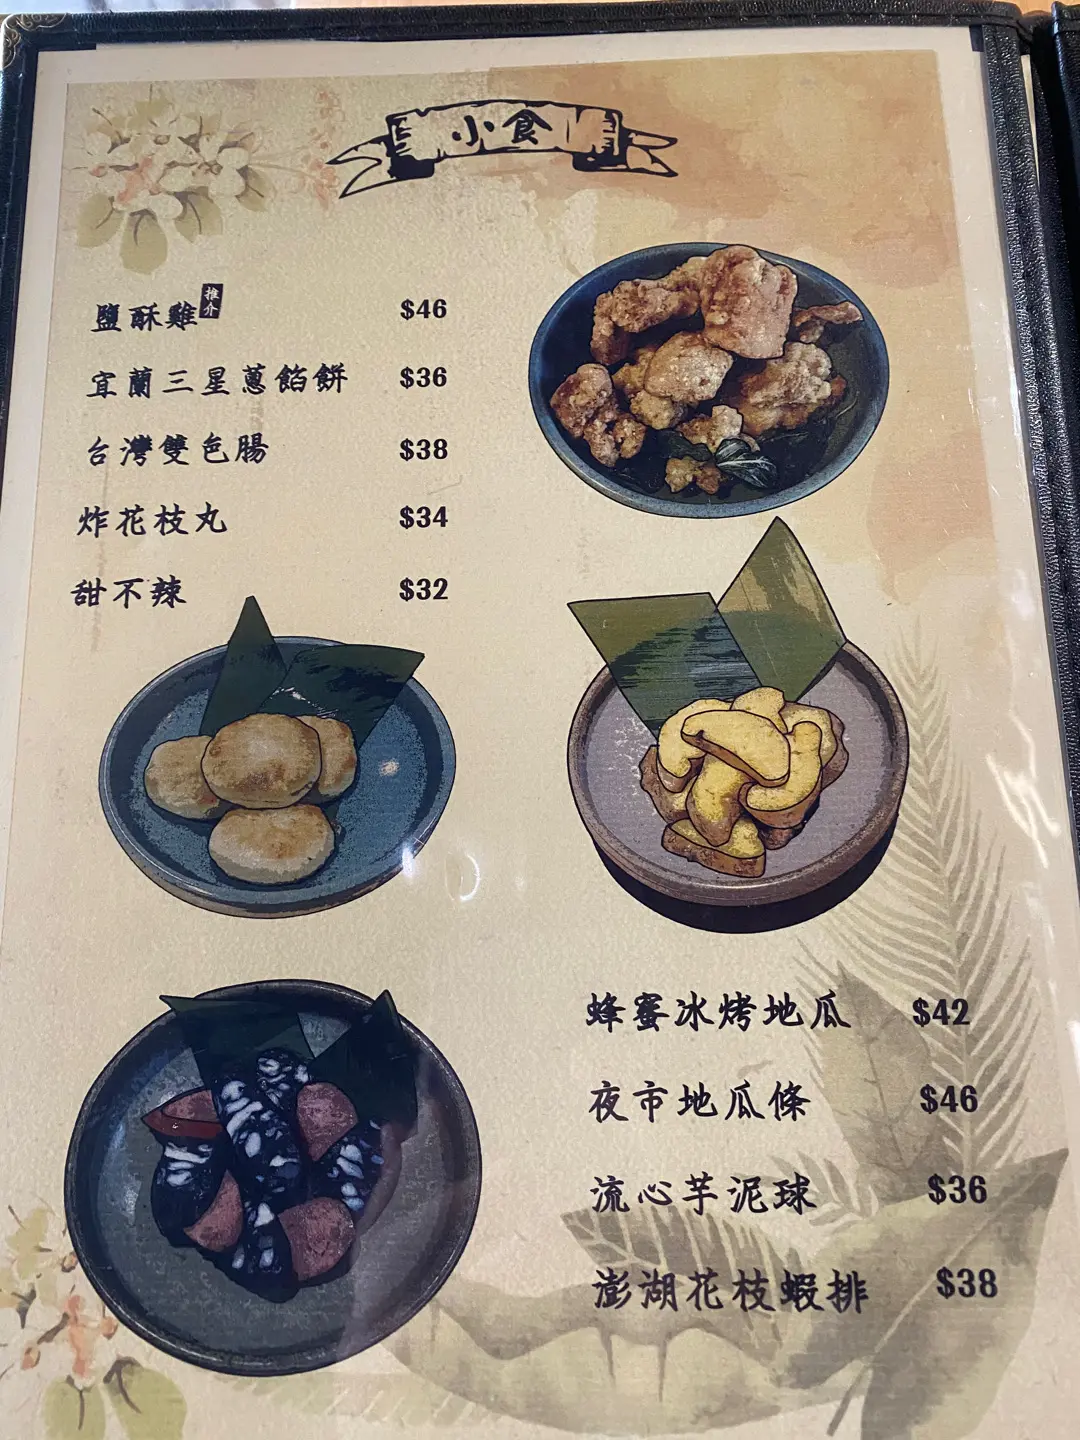 小食
鹽酥雞 推介 $46
宜蘭三星蔥餡餅 $36
台灣雙色腸 $38
炸花枝丸 $34
甜不辣 $32
蜂蜜冰烤地瓜 $42
夜市地瓜條 $46
流心芋泥球 $36
澎湖花枝蝦排 $38